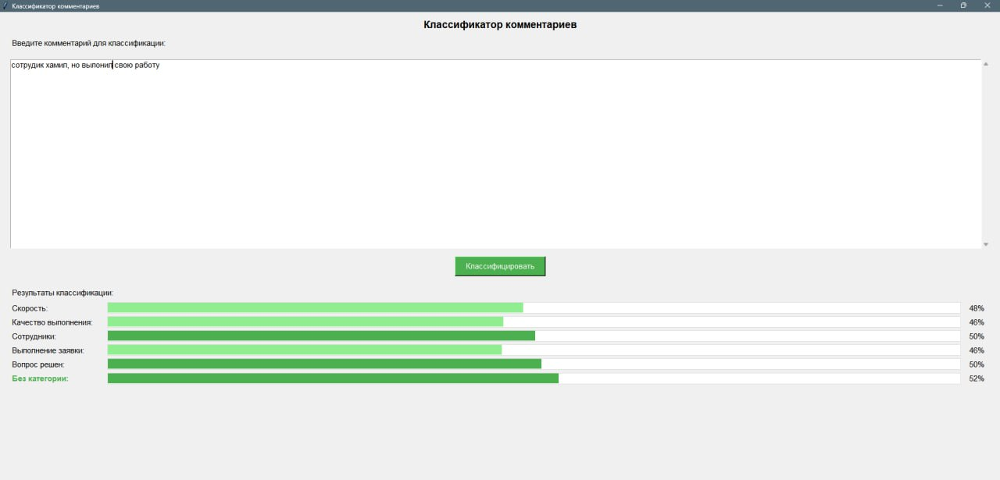 Классификатор комментариев
Классификатор комментариев
Введите комментарий для классификации:
сотрудик хамил, но выпонил свою работу
Классифицировать
Результаты классификации:
Скорость: 48%
Качество выполнения: 46%
Сотрудники: 50%
Выполнение заявки: 46%
Вопрос решен: 50%
Без категории: 52%